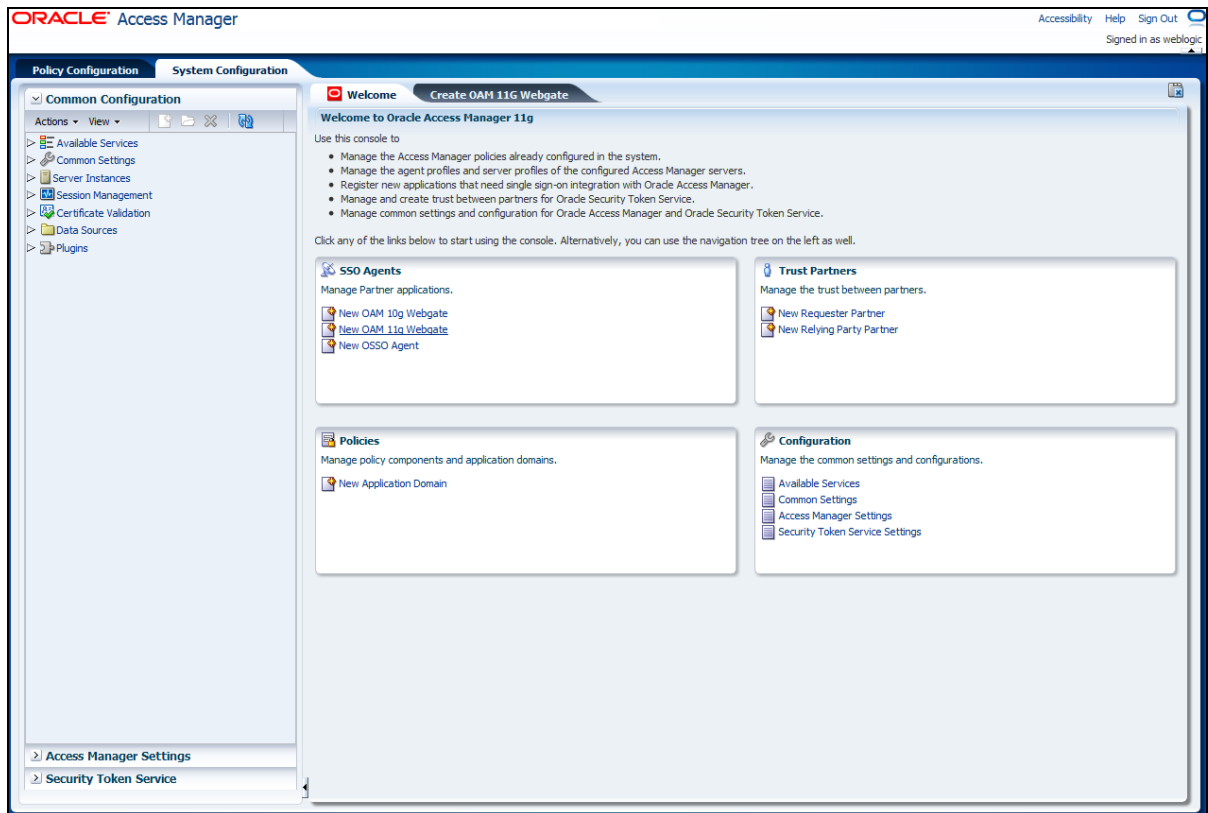 ORACLE Access Manager
Accessibility Help Sign Out
Signed in as weblogic
Policy Configuration System Configuration
Common Configuration
Actions View
Available Services
Common Settings
Server Instances
Session Management
Certificate Validation
Data Sources
Plugins
Access Manager Settings
Security Token Service
Welcome Create OAM 11G Webgate
Welcome to Oracle Access Manager 11g
Use this console to
• Manage the Access Manager policies already configured in the system.
• Manage the agent profiles and server profiles of the configured Access Manager servers.
• Register new applications that need single sign-on integration with Oracle Access Manager.
• Manage and create trust between partners for Oracle Security Token Service.
• Manage common settings and configuration for Oracle Access Manager and Oracle Security Token Service.
Click any of the links below to start using the console. Alternatively, you can use the navigation tree on the left as well.
SSO Agents
Manage Partner applications.
New OAM 10g Webgate
New OAM 11g Webgate
New OSSO Agent
Trust Partners
Manage the trust between partners.
New Requester Partner
New Relying Party Partner
Policies
Manage policy components and application domains.
New Application Domain
Configuration
Manage the common settings and configurations.
Available Services
Common Settings
Access Manager Settings
Security Token Service Settings